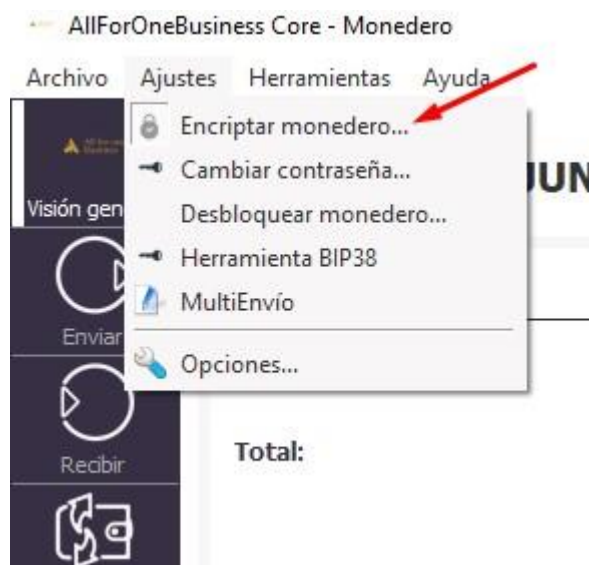 AllForOneBusiness Core - Monedero
Archivo Ajustes Herramientas Ayuda
Encriptar monedero...
Cambiar contraseña...
Desbloquear monedero...
Herramienta BIP38
MultiEnvío
Opciones...
Visión gen
Enviar
Recibir
JUN
Total: